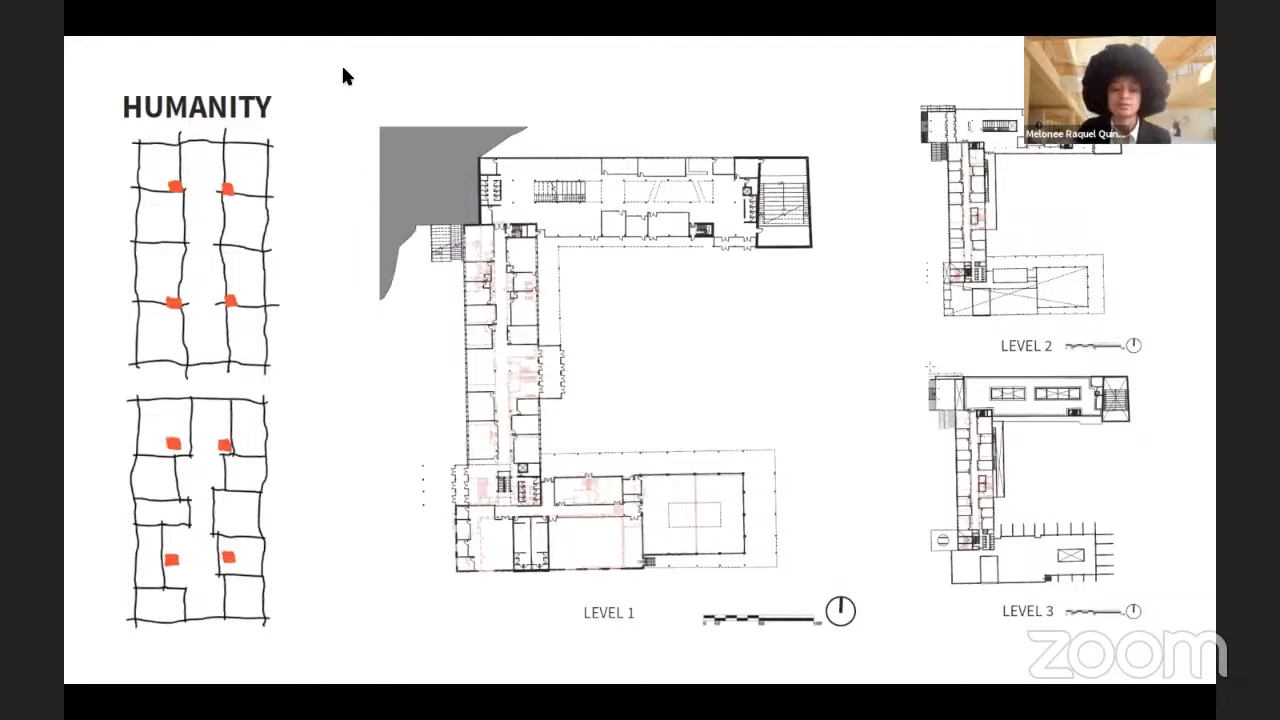 HUMANITY
Melonee Raquel Quin...
LEVEL 2
LEVEL 1
LEVEL 3
zoom